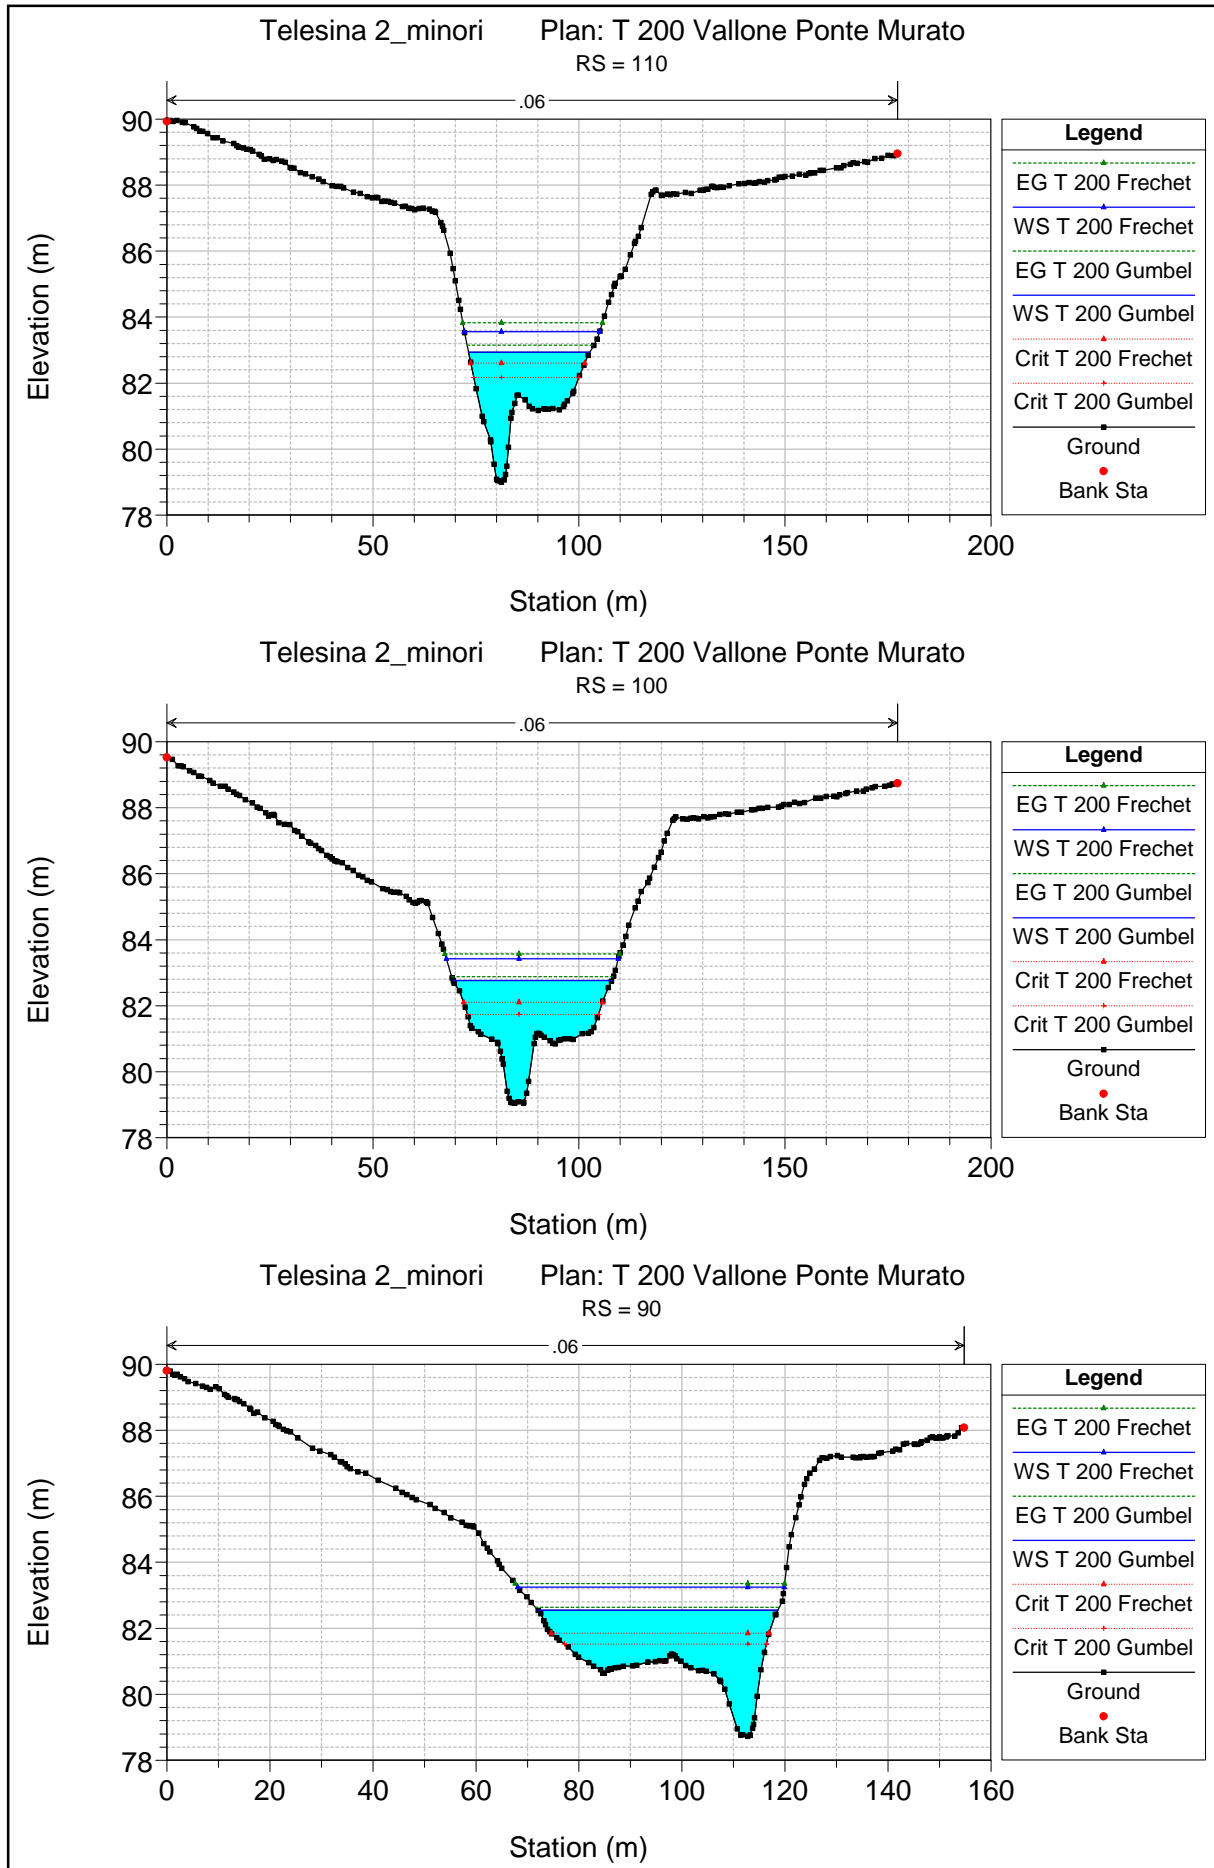 Telesina 2_minori Plan: T 200 Vallone Ponte Murato
RS = 110
.06
90
88
86
84
82
80
78
0
50
100
150
200
Elevation (m)
Station (m)
Legend
EG T 200 Frechet
WS T 200 Frechet
EG T 200 Gumbel
WS T 200 Gumbel
Crit T 200 Frechet
Crit T 200 Gumbel
Ground
Bank Sta
Telesina 2_minori Plan: T 200 Vallone Ponte Murato
RS = 100
.06
90
88
86
84
82
80
78
0
50
100
150
200
Elevation (m)
Station (m)
Legend
EG T 200 Frechet
WS T 200 Frechet
EG T 200 Gumbel
WS T 200 Gumbel
Crit T 200 Frechet
Crit T 200 Gumbel
Ground
Bank Sta
Telesina 2_minori Plan: T 200 Vallone Ponte Murato
RS = 90
.06
90
88
86
84
82
80
78
0
20
40
60
80
100
120
140
160
Elevation (m)
Station (m)
Legend
EG T 200 Frechet
WS T 200 Frechet
EG T 200 Gumbel
WS T 200 Gumbel
Crit T 200 Frechet
Crit T 200 Gumbel
Ground
Bank Sta